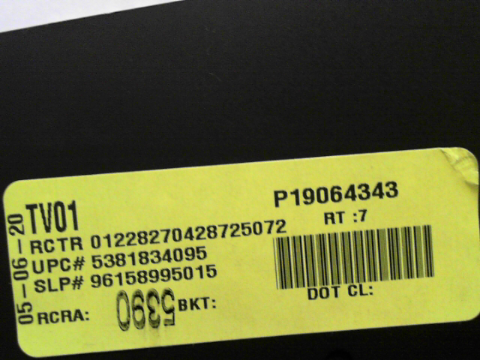 05-06-20
TV01
P19064343
RT :7
RCTR 01228270428725072
UPC# 5381834095
SLP# 96158995015
RCRA:
5390
BKT:
DOT CL: